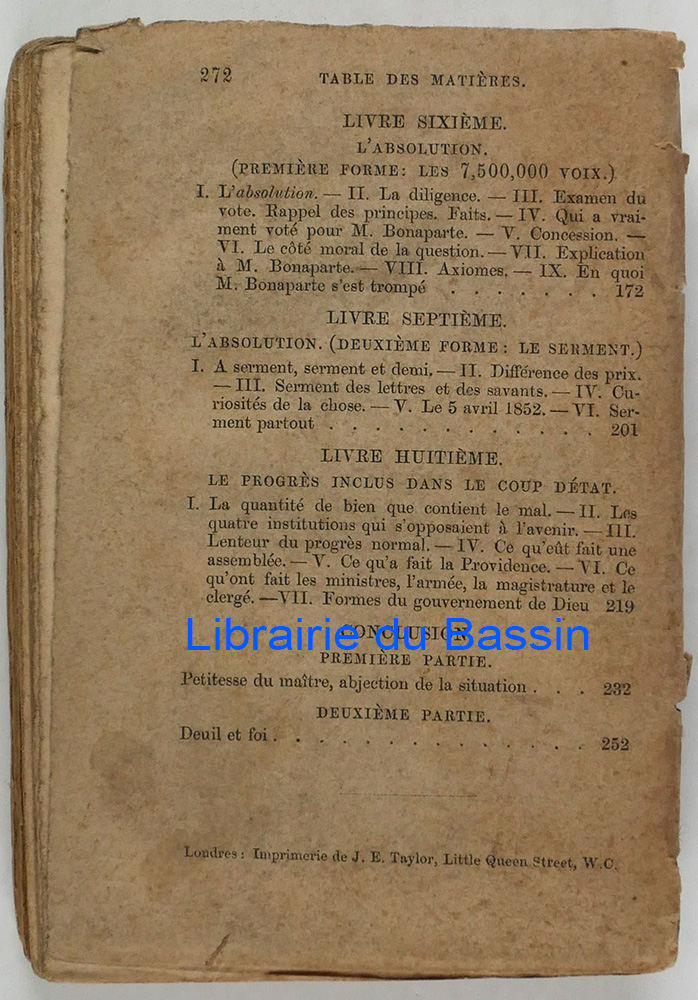 272 TABLE DES MATIÈRES.
LIVRE SIXIÈME.
L'ABSOLUTION.
(PREMIÈRE FORME: LES 7,500,000 VOIX.)
I. L'absolution. — II. La diligence. — III. Examen du
vote. Rappel des principes. Faits. — IV. Qui a vrai-
ment voté pour M. Bonaparte. — V. Concession. —
VI. Le côté moral de la question. — VII. Explication
à M. Bonaparte. — VIII. Axiomes. — IX. En quoi
M. Bonaparte s'est trompé . . . . . . . 172
LIVRE SEPTIÈME.
L'ABSOLUTION. (DEUXIÈME FORME: LE SERMENT.)
I. A serment, serment et demi. — II. Différence des prix.
— III. Serment des lettres et des savants. — IV. Cu-
riosités de la chose. — V. Le 5 avril 1852. — VI. Ser-
ment partout . . . . . . . . . . . . 201
LIVRE HUITIÈME.
LE PROGRÈS INCLUS DANS LE COUP D'ÉTAT.
I. La quantité de bien que contient le mal. — II. Les
quatre institutions qui s'opposaient à l'avenir. — III.
Lenteur du progrès normal. — IV. Ce qu'eût fait une
assemblée. — V. Ce qu'a fait la Providence. — VI. Ce
qu'ont fait les ministres, l'armée, la magistrature et le
clergé. — VII. Formes du gouvernement de Dieu 219
CONCLUSION
Librairie du Bassin
PREMIÈRE PARTIE.
Petitesse du maître, abjection de la situation . . . 232
DEUXIÈME PARTIE.
Deuil et foi . . . . . . . . . . . . . . 252
Londres: Imprimerie de J. E. Taylor, Little Queen Street, W.C.